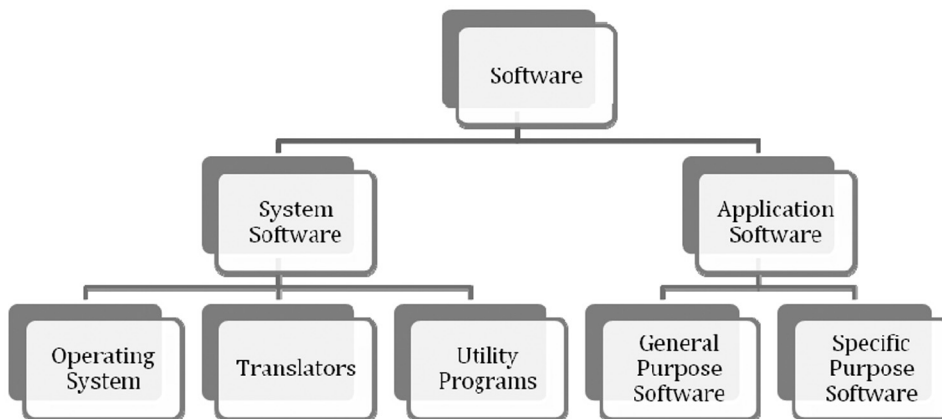 Software
System
Software
Application
Software
Operating
System
Translators
Utility
Programs
General
Purpose
Software
Specific
Purpose
Software